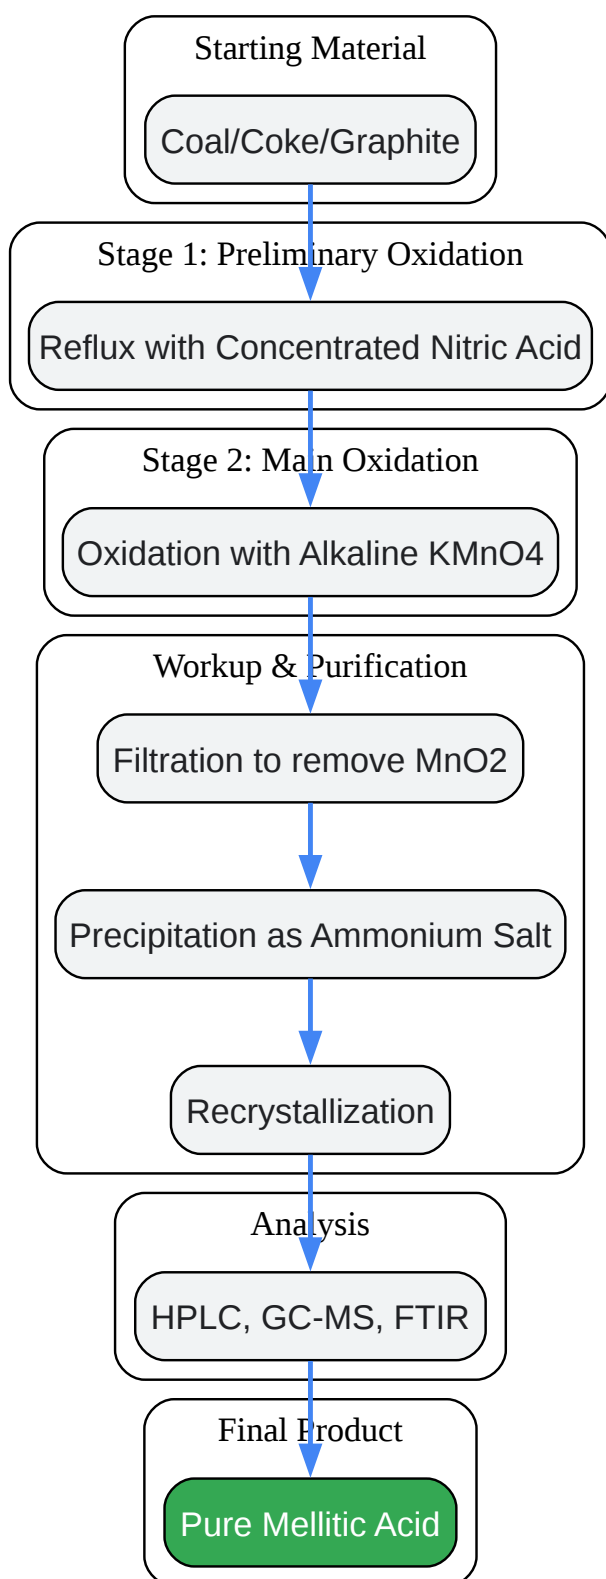 Starting Material
Coal/Coke/Graphite
Stage 1: Preliminary Oxidation
Reflux with Concentrated Nitric Acid
Stage 2: Main Oxidation
Oxidation with Alkaline KMnO4
Workup & Purification
Filtration to remove MnO2
Precipitation as Ammonium Salt
Recrystallization
Analysis
HPLC, GC-MS, FTIR
Final Product
Pure Mellitic Acid